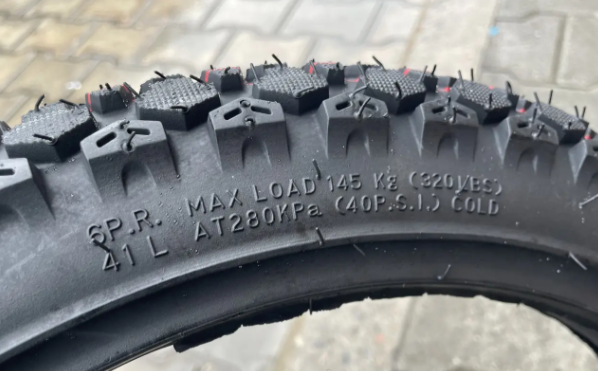 6P.R. MAX LOAD 145 Kg (320LBS)
41 L AT280KPa (40P.S.I.) COLD